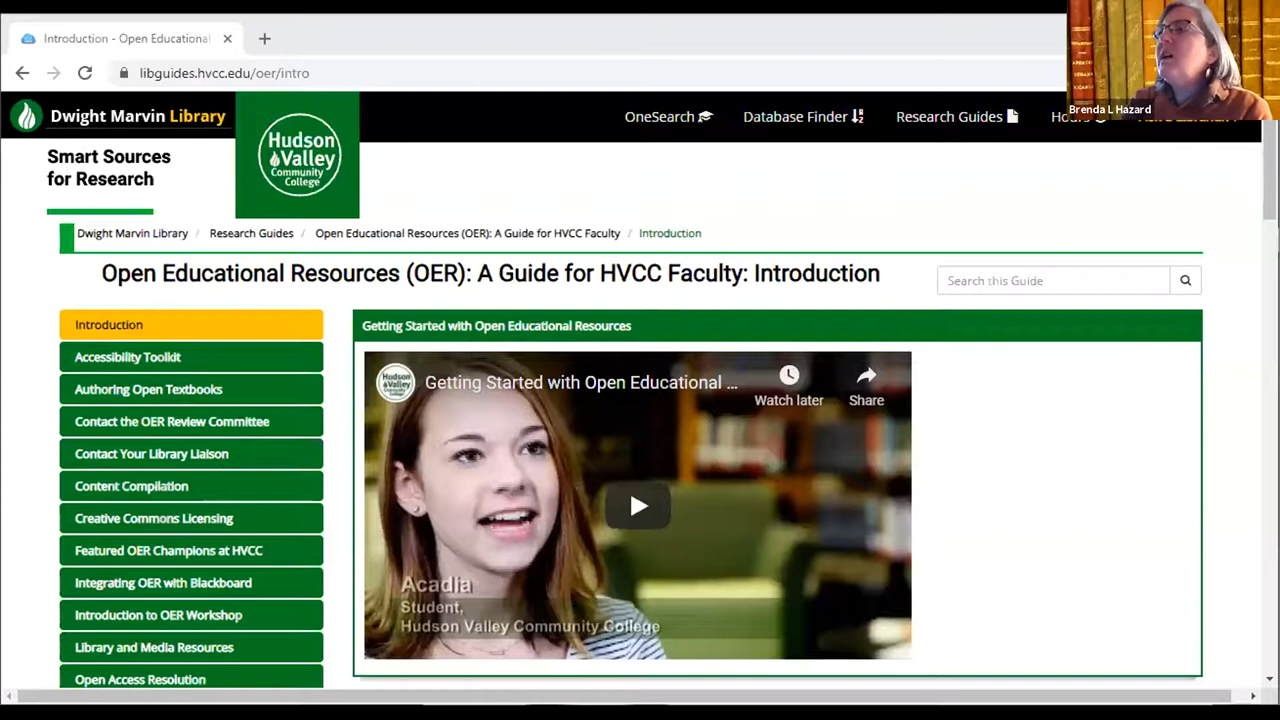 Introduction - Open Educational
libguides.hvcc.edu/oer/intro
Brenda L Hazard
Dwight Marvin Library
OneSearch
Database Finder
Research Guides
Smart Sources
for Research
Hudson
Valley
Community
College
Dwight Marvin Library / Research Guides / Open Educational Resources (OER): A Guide for HVCC Faculty / Introduction
Open Educational Resources (OER): A Guide for HVCC Faculty: Introduction
Search this Guide
Introduction
Accessibility Toolkit
Authoring Open Textbooks
Contact the OER Review Committee
Contact Your Library Liaison
Content Compilation
Creative Commons Licensing
Featured OER Champions at HVCC
Integrating OER with Blackboard
Introduction to OER Workshop
Library and Media Resources
Open Access Resolution
Getting Started with Open Educational Resources
Hudson
Valley
Getting Started with Open Educational ...
Watch later
Share
Acadia
Student,
Hudson Valley Community College